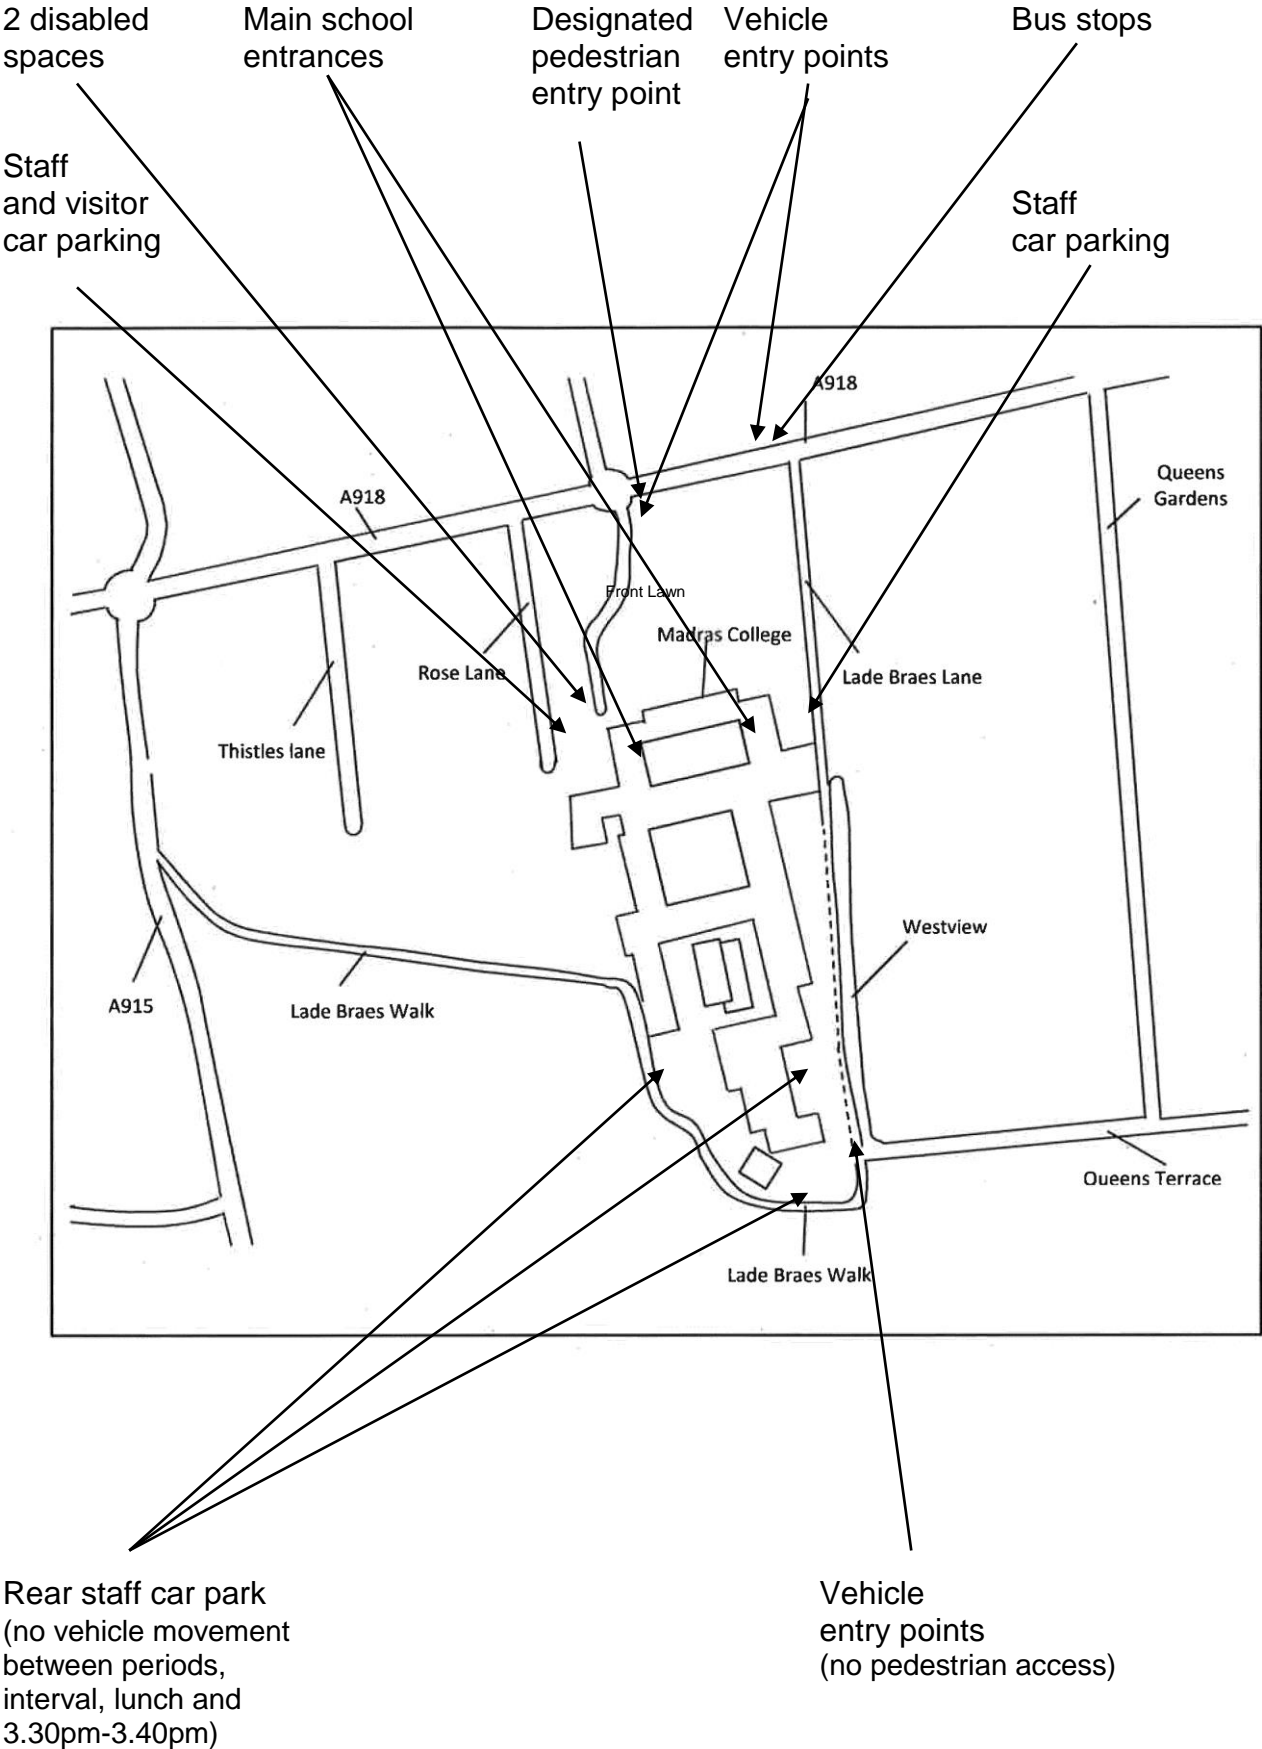 2 disabled
spaces
Main school
entrances
Designated
pedestrian
entry point
Vehicle
entry points
Bus stops
Staff
and visitor
car parking
Staff
car parking
A918
Queens
Gardens
A918
Front Lawn
Madras College
Rose Lane
Lade Braes Lane
Thistles lane
Westview
A915
Lade Braes Walk
Queens Terrace
Lade Braes Walk
Rear staff car park
(no vehicle movement
between periods,
interval, lunch and
3.30pm-3.40pm)
Vehicle
entry points
(no pedestrian access)